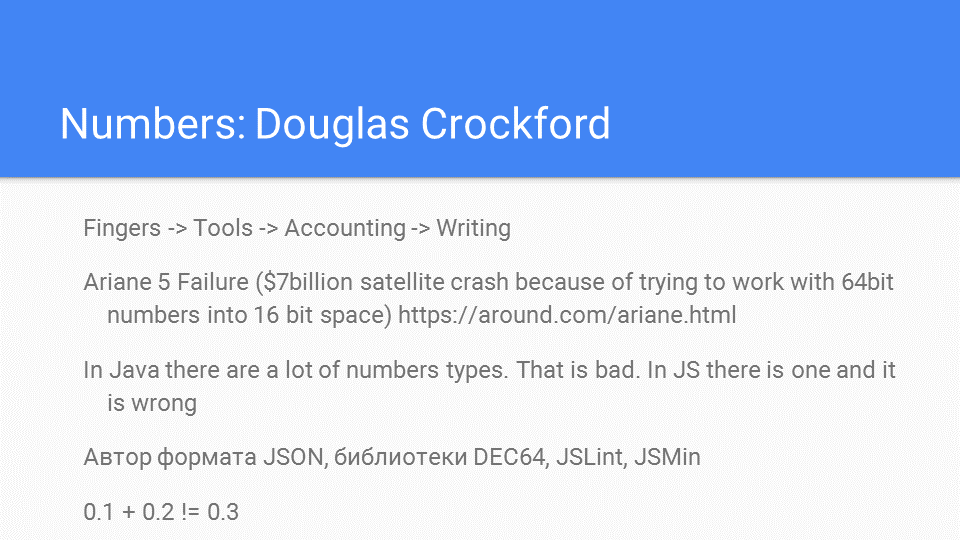 Numbers: Douglas Crockford
Fingers -> Tools -> Accounting -> Writing
Ariane 5 Failure ($7billion satellite crash because of trying to work with 64bit
numbers into 16 bit space) https://around.com/ariane.html
In Java there are a lot of numbers types. That is bad. In JS there is one and it
is wrong
Автор формата JSON, библиотеки DEC64, JSLint, JSMin
0.1 + 0.2 != 0.3